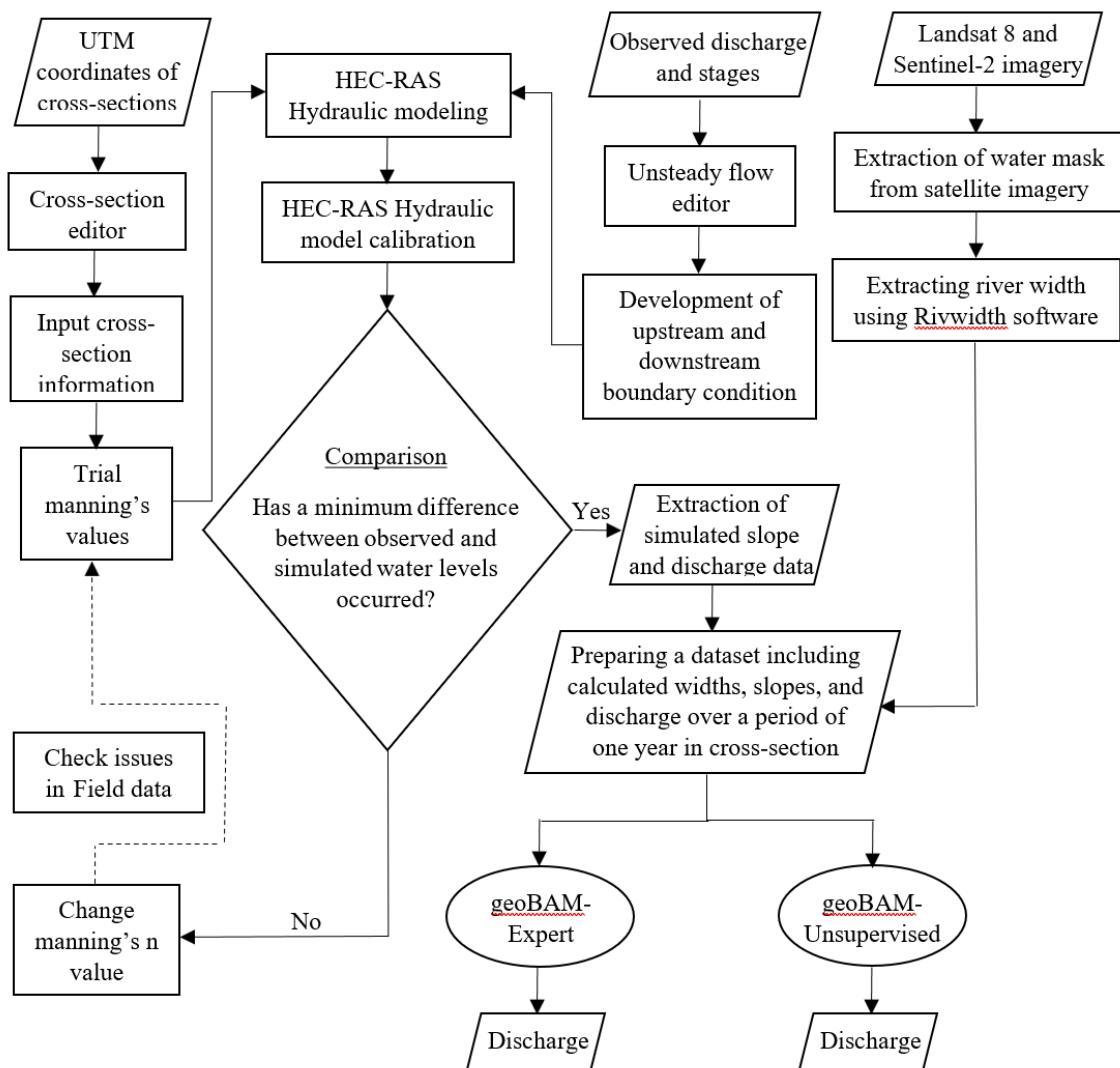 UTM
coordinates of
cross-sections
Cross-section
editor
Input cross-
section
information
Trial
manning's
values
Check issues
in Field data
Change
manning's n
value
HEC-RAS
Hydraulic modeling
HEC-RAS Hydraulic
model calibration
Comparison
Has a minimum difference
between observed and
simulated water levels
occurred?
Yes
No
Observed discharge
and stages
Unsteady flow
editor
Development of
upstream and
downstream
boundary condition
Landsat 8 and
Sentinel-2 imagery
Extraction of water mask
from satellite imagery
Extracting river width
using Rivwidth software
Extraction of
simulated slope
and discharge data
Preparing a dataset including
calculated widths, slopes, and
discharge over a period of
one year in cross-section
geoBAM-
Expert
geoBAM-
Unsupervised
Discharge
Discharge